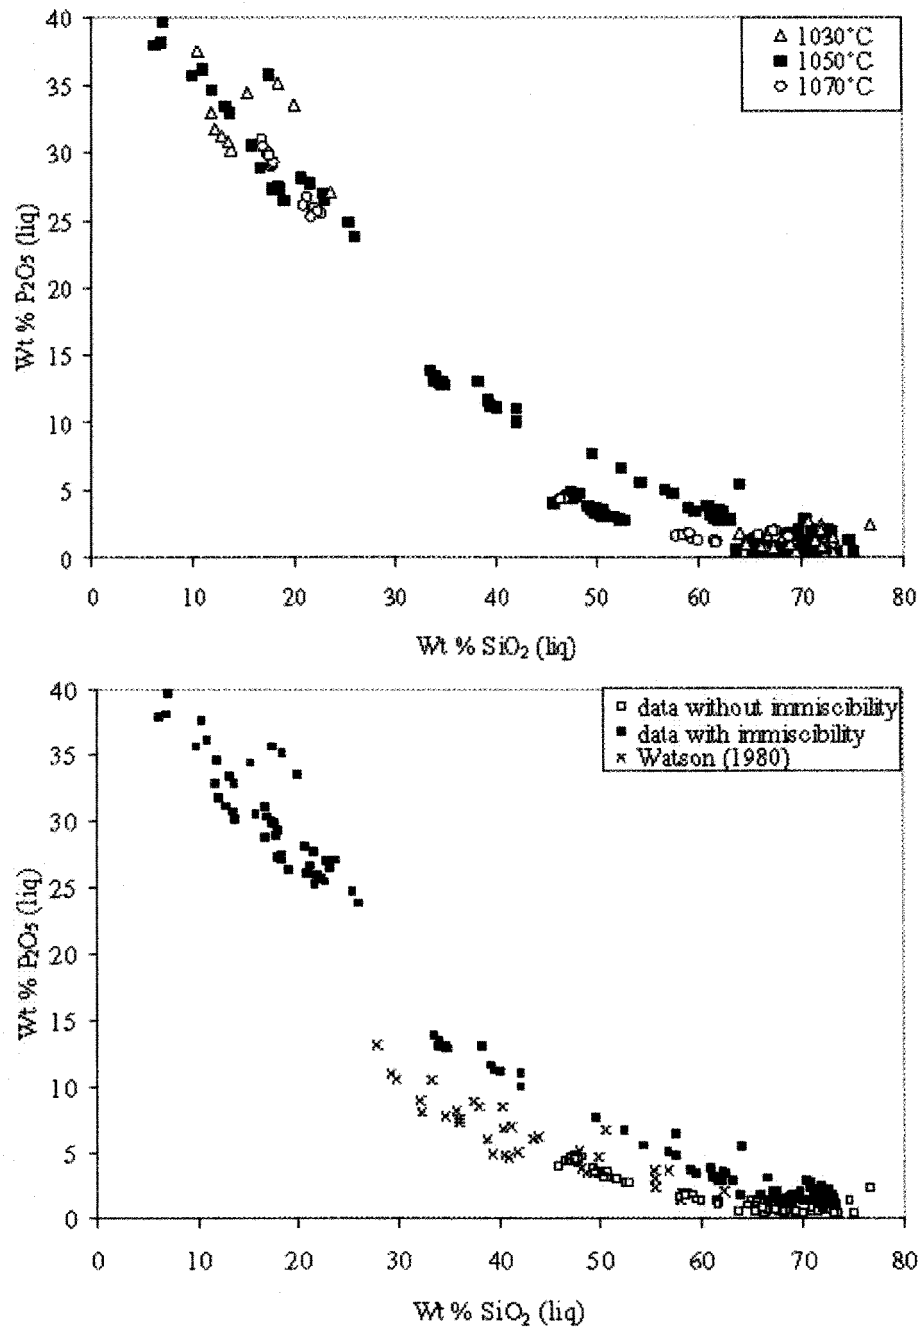 40
35
30
25
20
15
10
5
0
Wt % P₂O₅ (liq)
△ 1030°C
■ 1050°C
○ 1070°C
0 10 20 30 40 50 60 70 80
Wt % SiO₂ (liq)
40
35
30
25
20
15
10
5
0
Wt % P₂O₅ (liq)
□ data without immiscibility
■ data with immiscibility
× Watson (1980)
0 10 20 30 40 50 60 70 80
Wt % SiO₂ (liq)